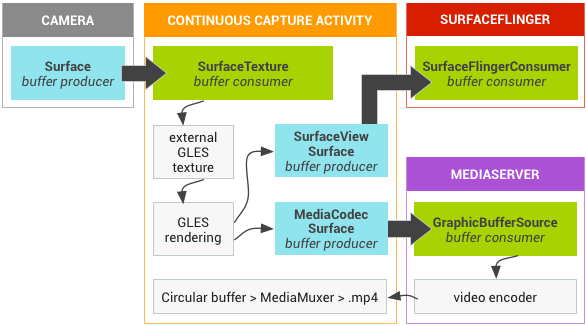 CAMERA
Surface
buffer producer
CONTINUOUS CAPTURE ACTIVITY
SurfaceTexture
buffer consumer
external
GLES
texture
GLES
rendering
SurfaceView
Surface
buffer producer
MediaCodec
Surface
buffer producer
Circular buffer > MediaMuxer > .mp4
SURFACEFLINGER
SurfaceFlingerConsumer
buffer consumer
MEDIASERVER
GraphicBufferSource
buffer consumer
video encoder